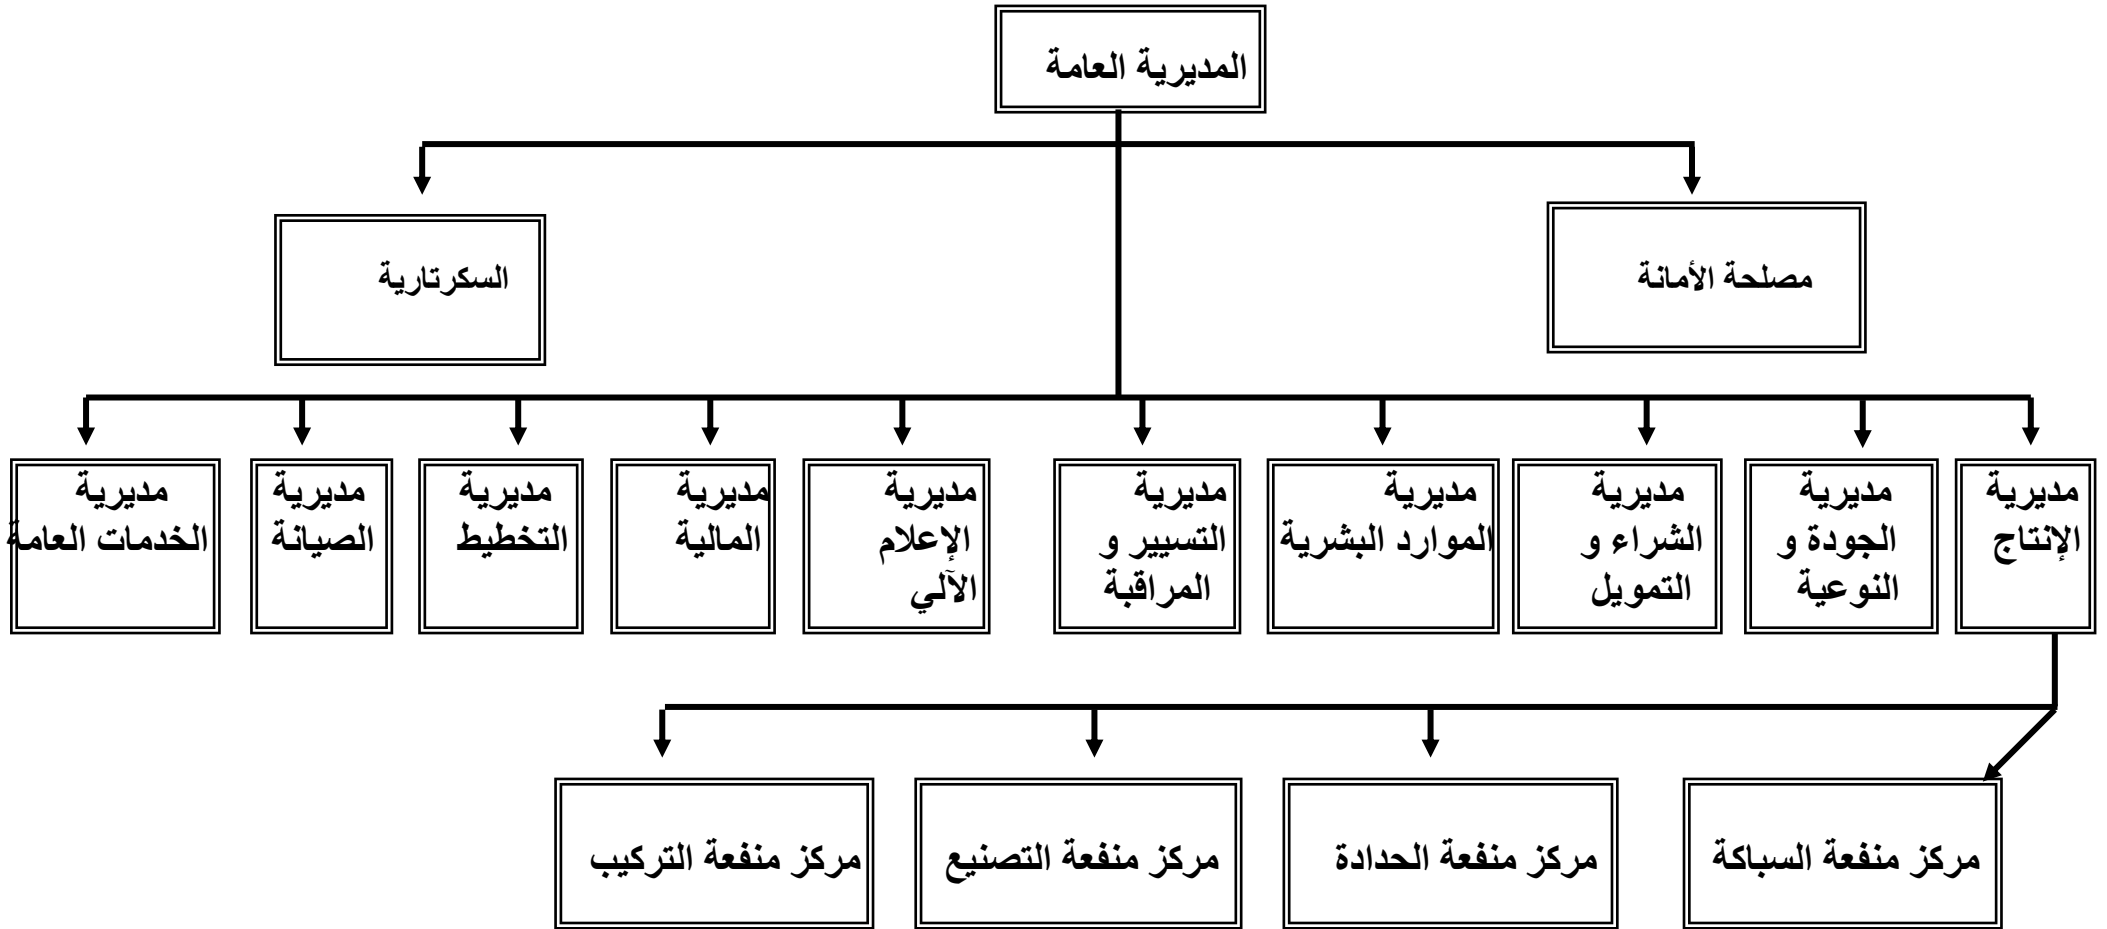 المديرية العامة
مصلحة الأمانة
السكرتارية
مديرية
الإنتاج
مديرية
الجودة و
النوعية
مديرية
الشراء و
التمويل
مديرية
الموارد البشرية
مديرية
التسيير و
المراقبة
مديرية
الإعلام
الآلي
مديرية
المالية
مديرية
التخطيط
مديرية
الصيانة
مديرية
الخدمات العامة
مركز منفعة السباكة
مركز منفعة الحدادة
مركز منفعة التصنيع
مركز منفعة التركيب